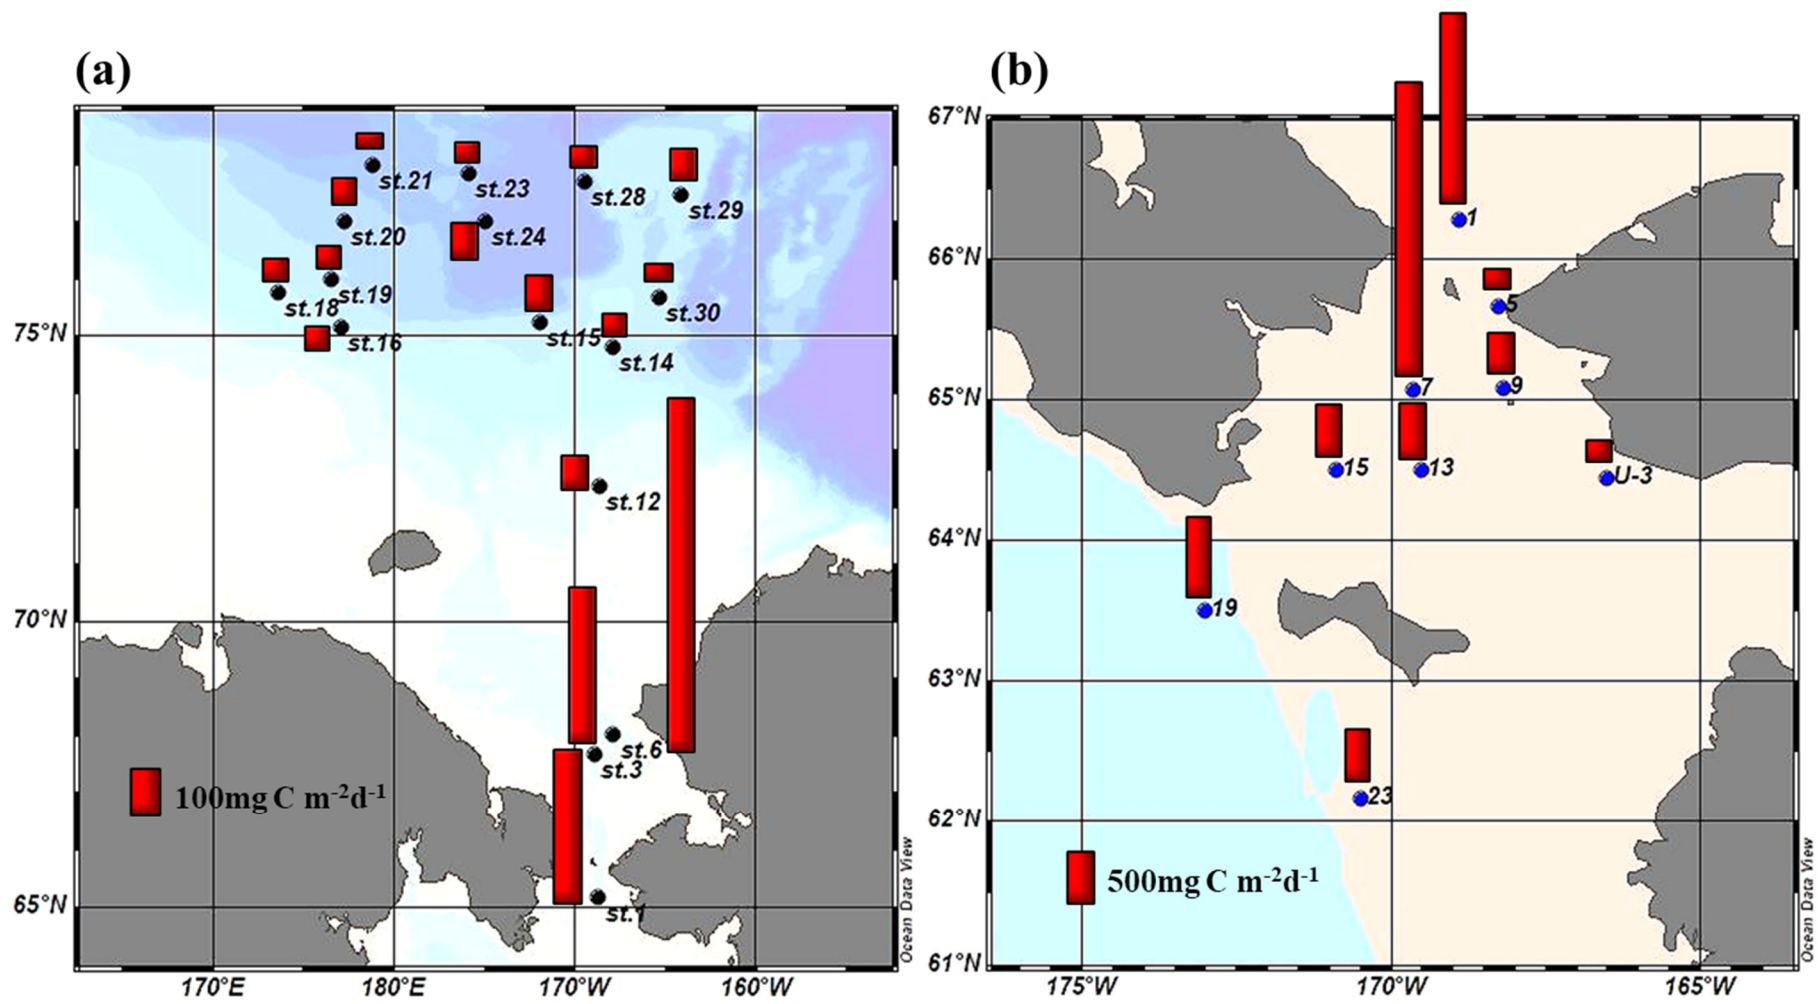 (a)
st.21
st.23
st.28
st.29
st.20
st.24
st.18
st.19
st.30
st.16
st.15
st.14
st.12
st.6
st.3
st.1
75°N
70°N
65°N
100mg C m-2d-1
170°E
180°E
170°W
160°W
Ocean Data View
(b)
67°N
66°N
65°N
64°N
63°N
62°N
61°N
1
5
7
9
15
13
U-3
19
23
500mg C m-2d-1
175°W
170°W
165°W
Ocean Data View